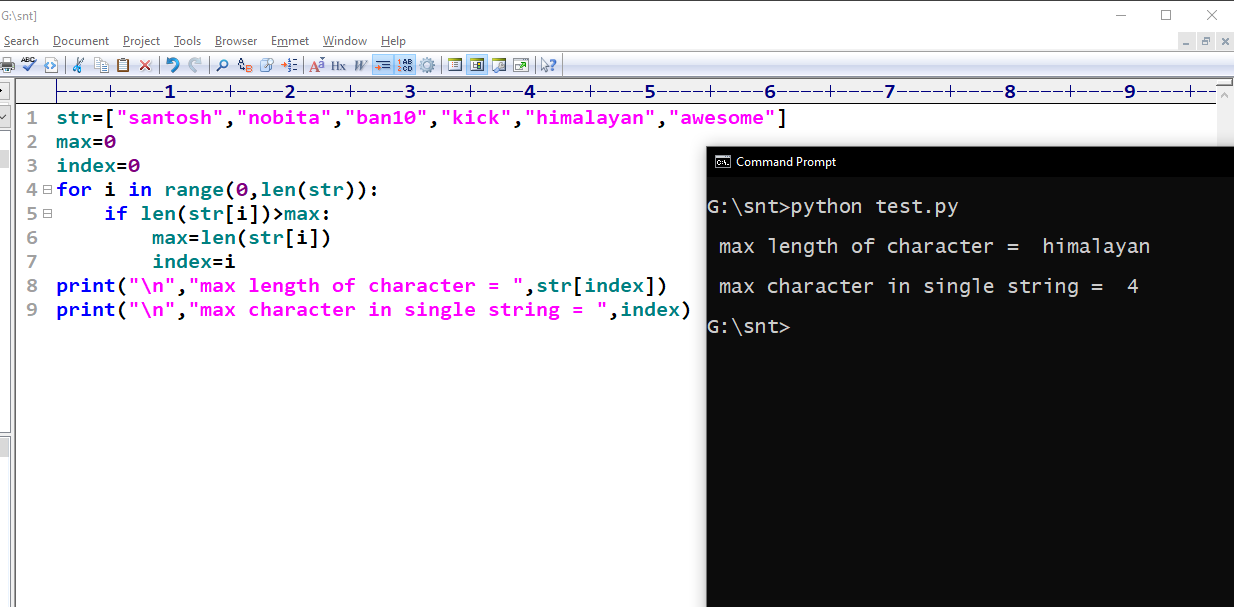 G:\snt]
Search Document Project Tools Browser Emmet Window Help
1 2 3 4 5 6 7 8 9
1 str=["santosh","nobita","ban10","kick","himalayan","awesome"]
2 max=0
3 index=0
4 for i in range(0,len(str)):
5     if len(str[i])>max:
6         max=len(str[i])
7         index=i
8 print("\n","max length of character = ",str[index])
9 print("\n","max character in single string = ",index)
Command Prompt
G:\snt>python test.py
 max length of character =  himalayan
 max character in single string =  4
G:\snt>